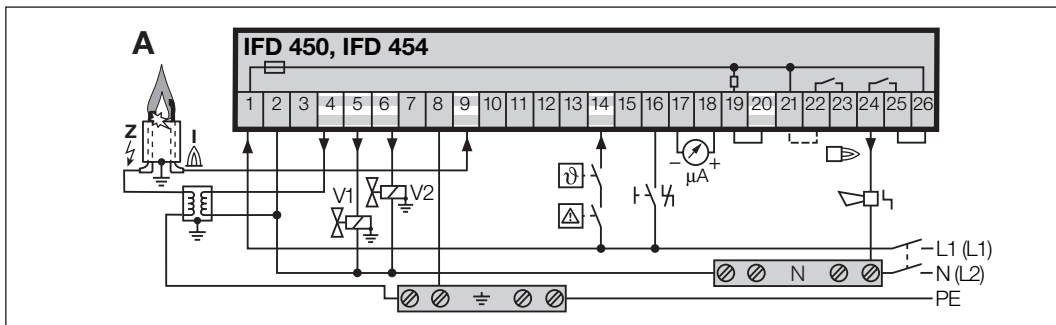 A
IFD 450, IFD 454
1 2 3 4 5 6 7 8 9 10 11 12 13 14 15 16 17 18 19 20 21 22 23 24 25 26
Z I
V1 V2
ϑ
− +
µA
L1 (L1)
N N (L2)
PE